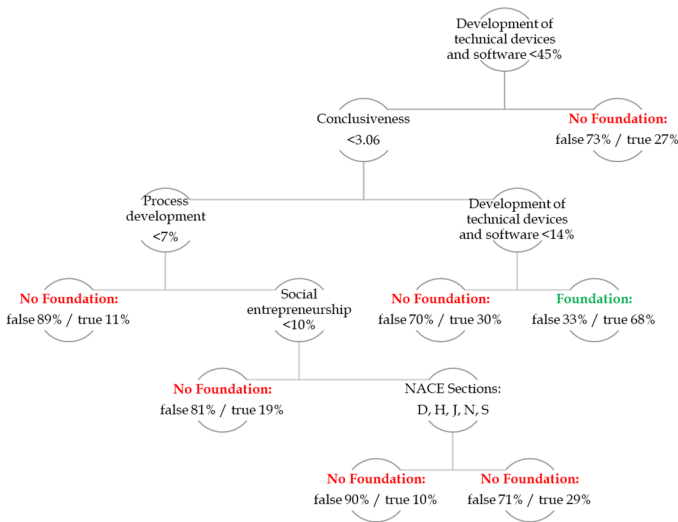 Development of
technical devices
and software <45%
Conclusiveness
<3.06
No Foundation:
false 73% / true 27%
Process
development
<7%
Development of
technical devices
and software <14%
No Foundation:
false 89% / true 11%
Social
entrepreneurship
<10%
No Foundation:
false 70% / true 30%
Foundation:
false 33% / true 68%
No Foundation:
false 81% / true 19%
NACE Sections:
D, H, J, N, S
No Foundation:
false 90% / true 10%
No Foundation:
false 71% / true 29%